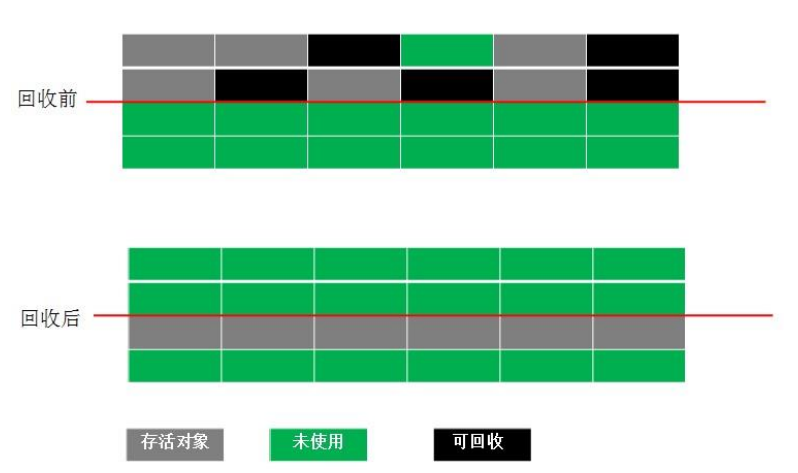 回收前
回收后
存活对象 未使用 可回收